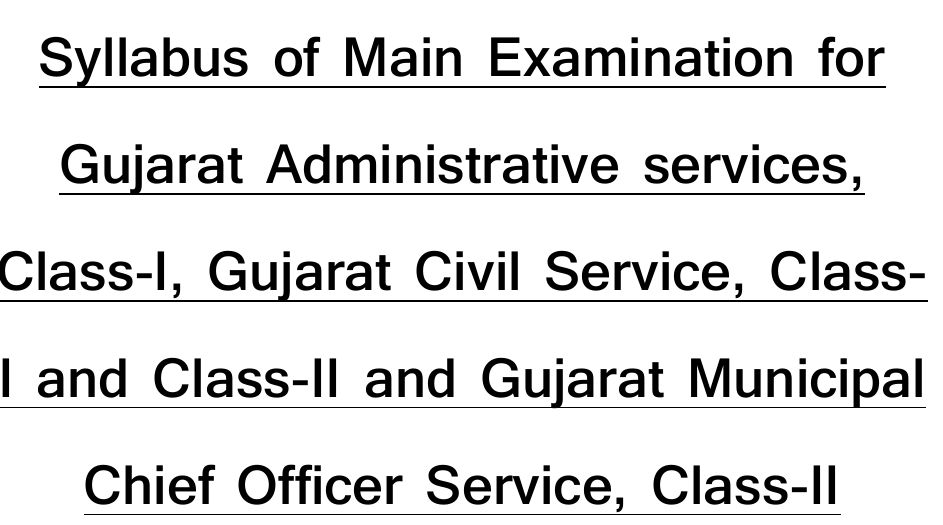 Syllabus of Main Examination for
Gujarat Administrative services,
Class-I, Gujarat Civil Service, Class-
I and Class-II and Gujarat Municipal
Chief Officer Service, Class-II